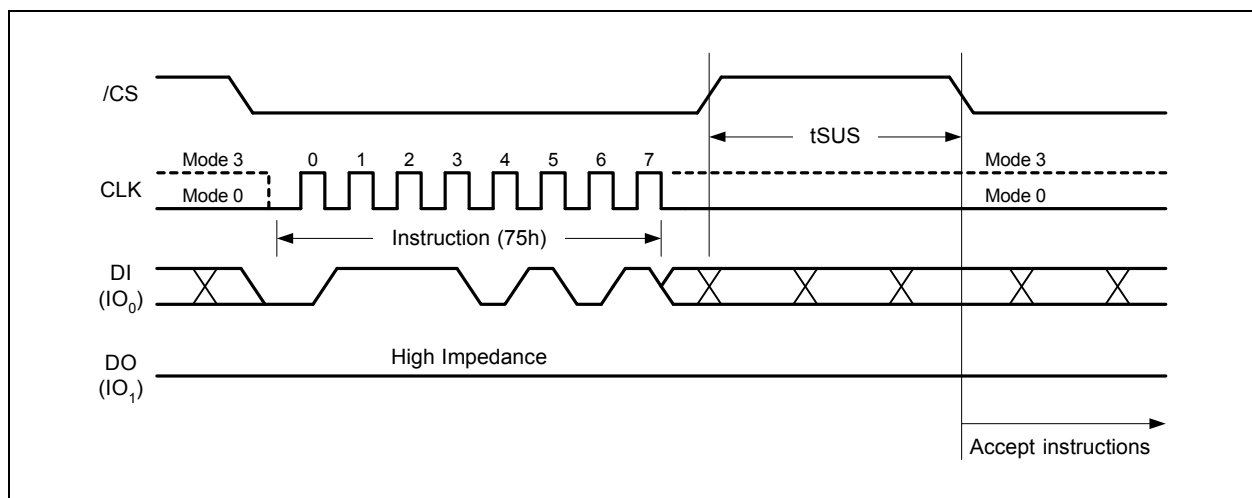 /CS
tSUS
Mode 3 0 1 2 3 4 5 6 7 Mode 3
CLK
Mode 0 Mode 0
Instruction (75h)
DI
(IO0)
High Impedance
DO
(IO1)
Accept instructions